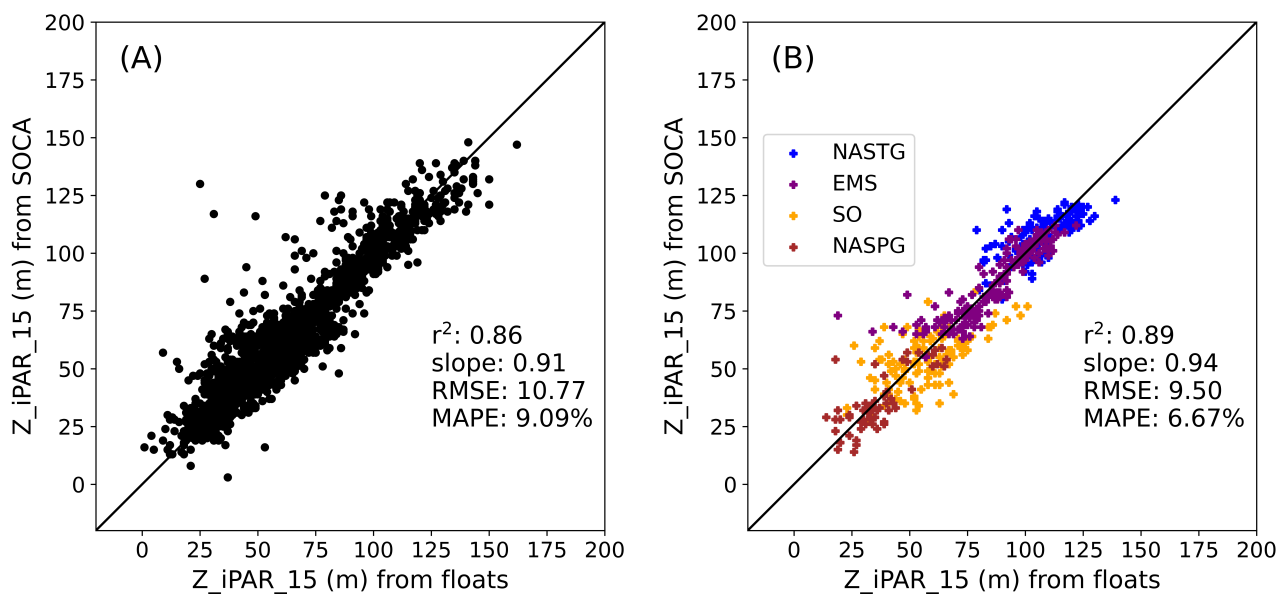 (A)
200
175
150
125
100
75
50
25
0
Z_iPAR_15 (m) from SOCA
r²: 0.86
slope: 0.91
RMSE: 10.77
MAPE: 9.09%
0 25 50 75 100 125 150 175 200
Z_iPAR_15 (m) from floats
(B)
200
175
150
125
100
75
50
25
0
Z_iPAR_15 (m) from SOCA
NASTG
EMS
SO
NASPG
r²: 0.89
slope: 0.94
RMSE: 9.50
MAPE: 6.67%
0 25 50 75 100 125 150 175 200
Z_iPAR_15 (m) from floats